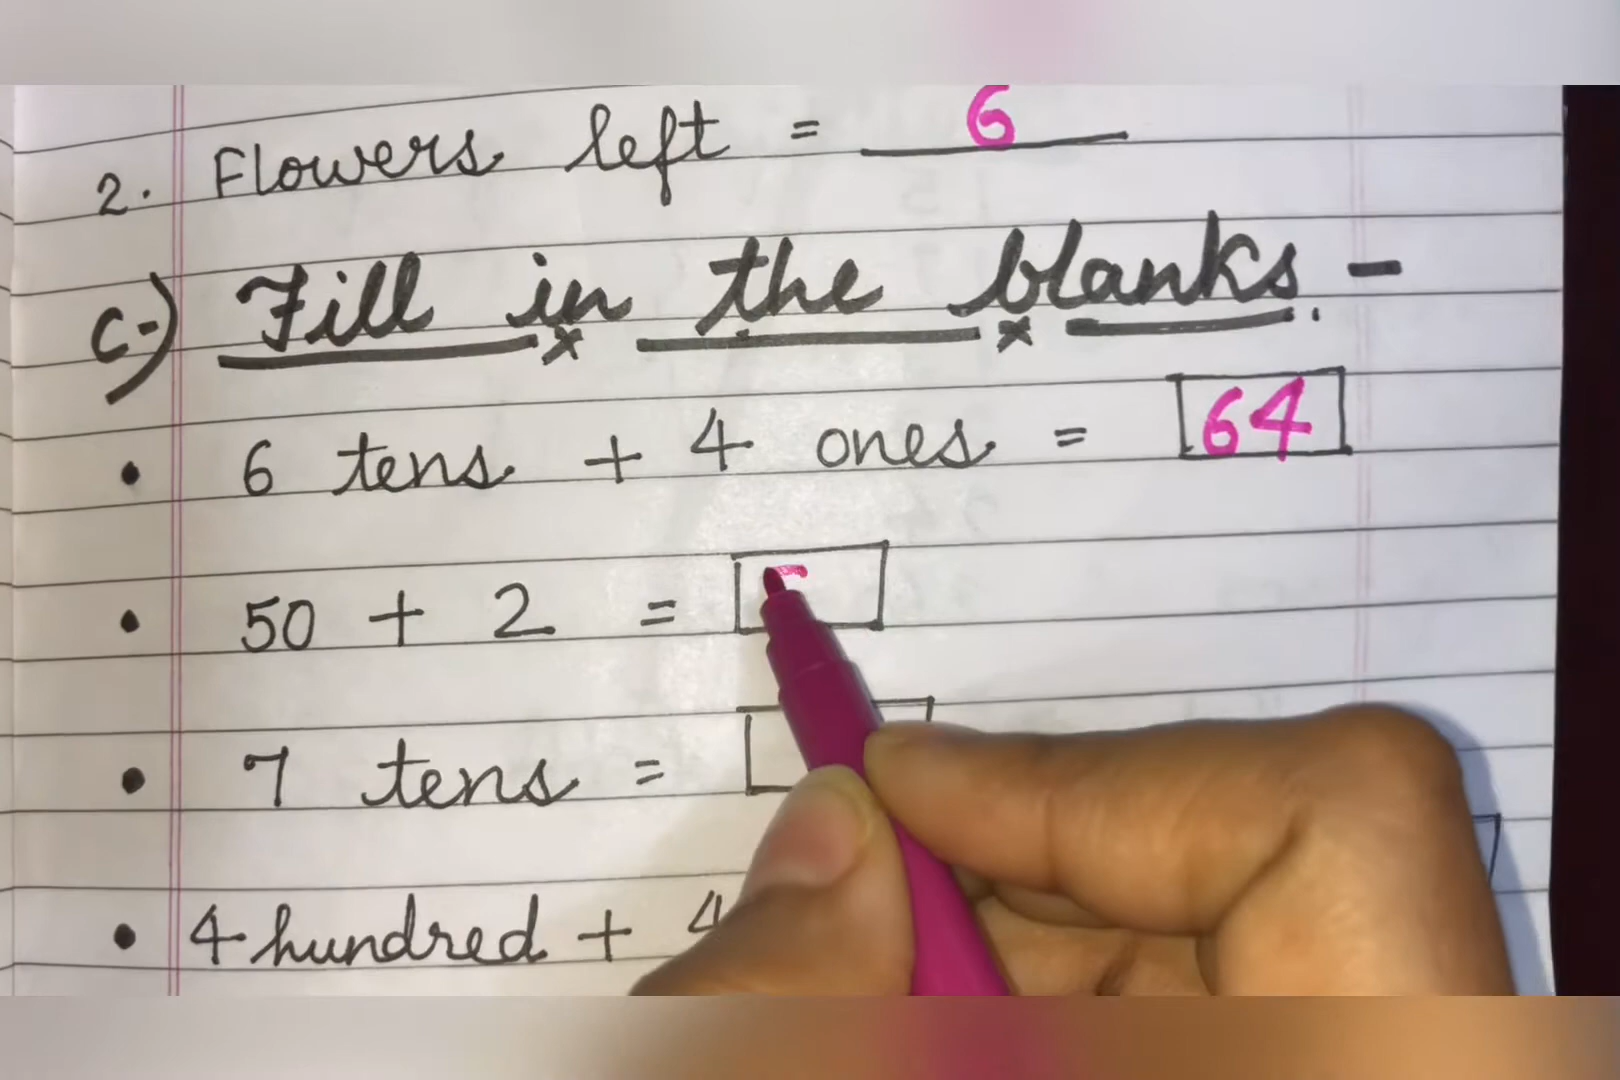 2. Flowers left = 6
C-) Fill in the blanks -
• 6 tens + 4 ones = 64
• 50 + 2 =
• 7 tens =
• 4 hundred + 4